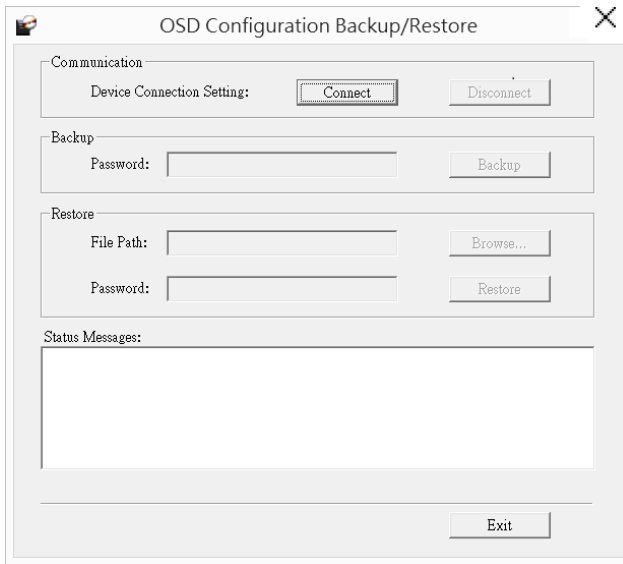 OSD Configuration Backup/Restore
Communication
Device Connection Setting: Connect Disconnect
Backup
Password: Backup
Restore
File Path: Browse...
Password: Restore
Status Messages:
Exit